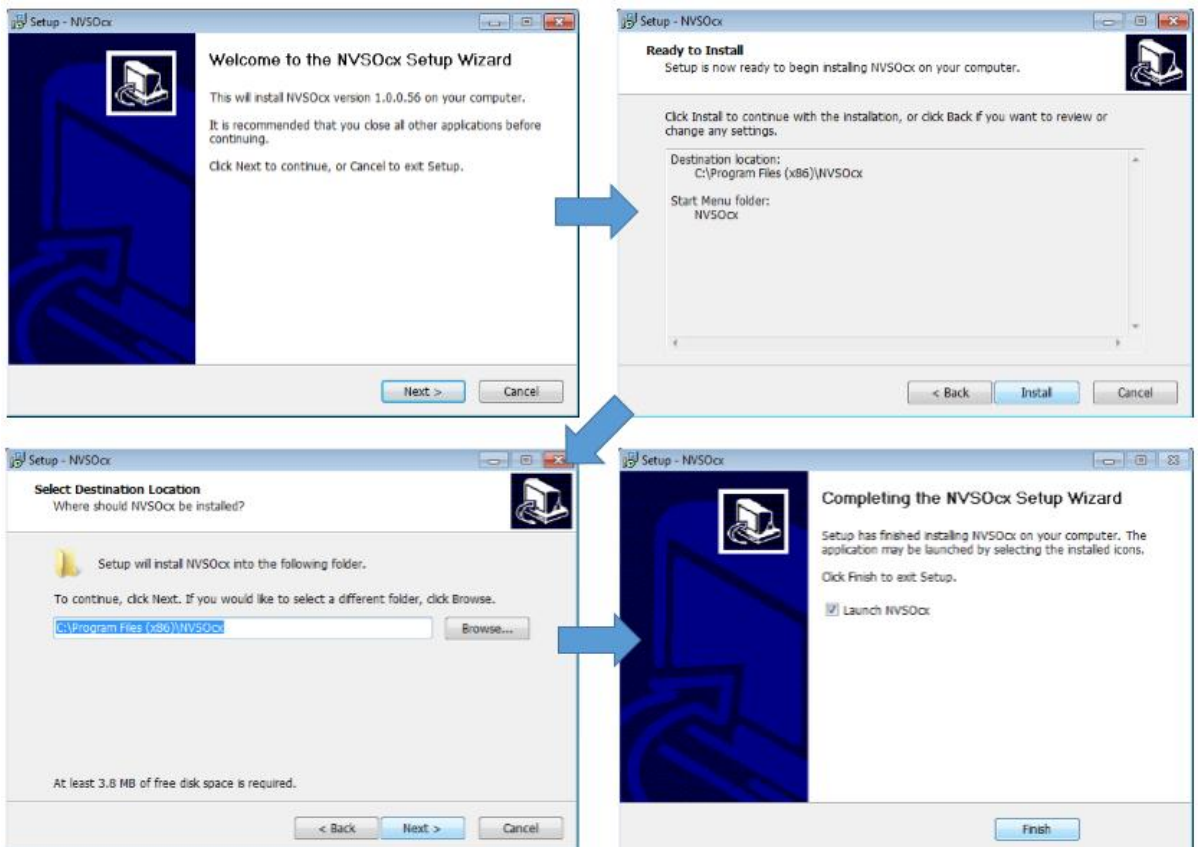 Setup - NVSOcx
Welcome to the NVSOcx Setup Wizard
This will install NVSOcx version 1.0.0.56 on your computer.
It is recommended that you close all other applications before
continuing.
Click Next to continue, or Cancel to exit Setup.
Next >
Cancel
Setup - NVSOcx
Ready to Install
Setup is now ready to begin installing NVSOcx on your computer.
Click Install to continue with the installation, or click Back if you want to review or
change any settings.
Destination location:
C:\Program Files (x86)\NVSOcx
Start Menu folder:
NVSOcx
< Back
Install
Cancel
Setup - NVSOcx
Select Destination Location
Where should NVSOcx be installed?
Setup will install NVSOcx into the following folder.
To continue, click Next. If you would like to select a different folder, click Browse.
C:\Program Files (x86)\NVSOcx
Browse...
At least 3.8 MB of free disk space is required.
< Back
Next >
Cancel
Setup - NVSOcx
Completing the NVSOcx Setup Wizard
Setup has finished installing NVSOcx on your computer. The
application may be launched by selecting the installed icons.
Click Finish to exit Setup.
Launch NVSOcx
Finish